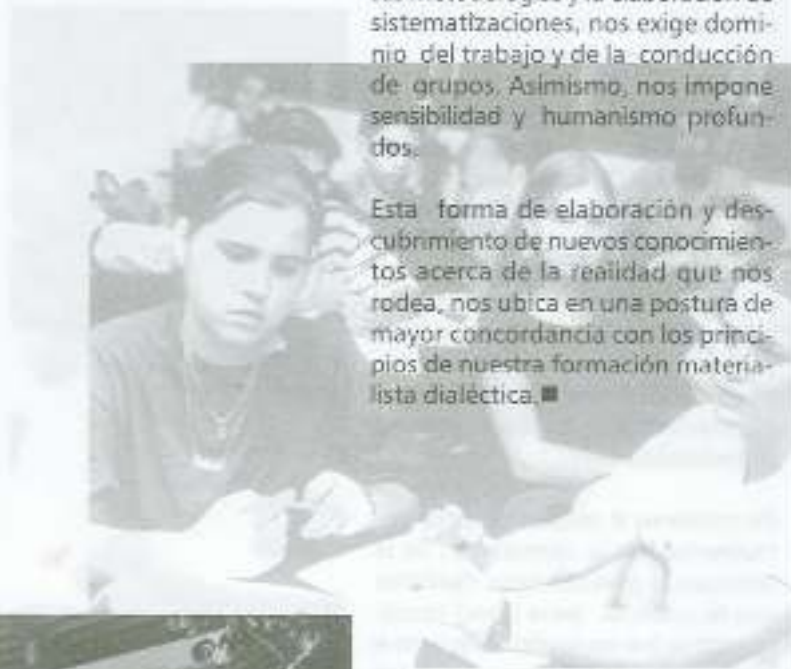 sistematizaciones, nos exige domi-
nio del trabajo y de la conducción
de grupos. Asimismo, nos impone
sensibilidad y humanismo profun-
dos.
Esta forma de elaboración y des-
cubrimiento de nuevos conocimien-
tos acerca de la realidad que nos
rodea, nos ubica en una postura de
mayor concordancia con los princi-
pios de nuestra formación materia-
lista dialéctica.■